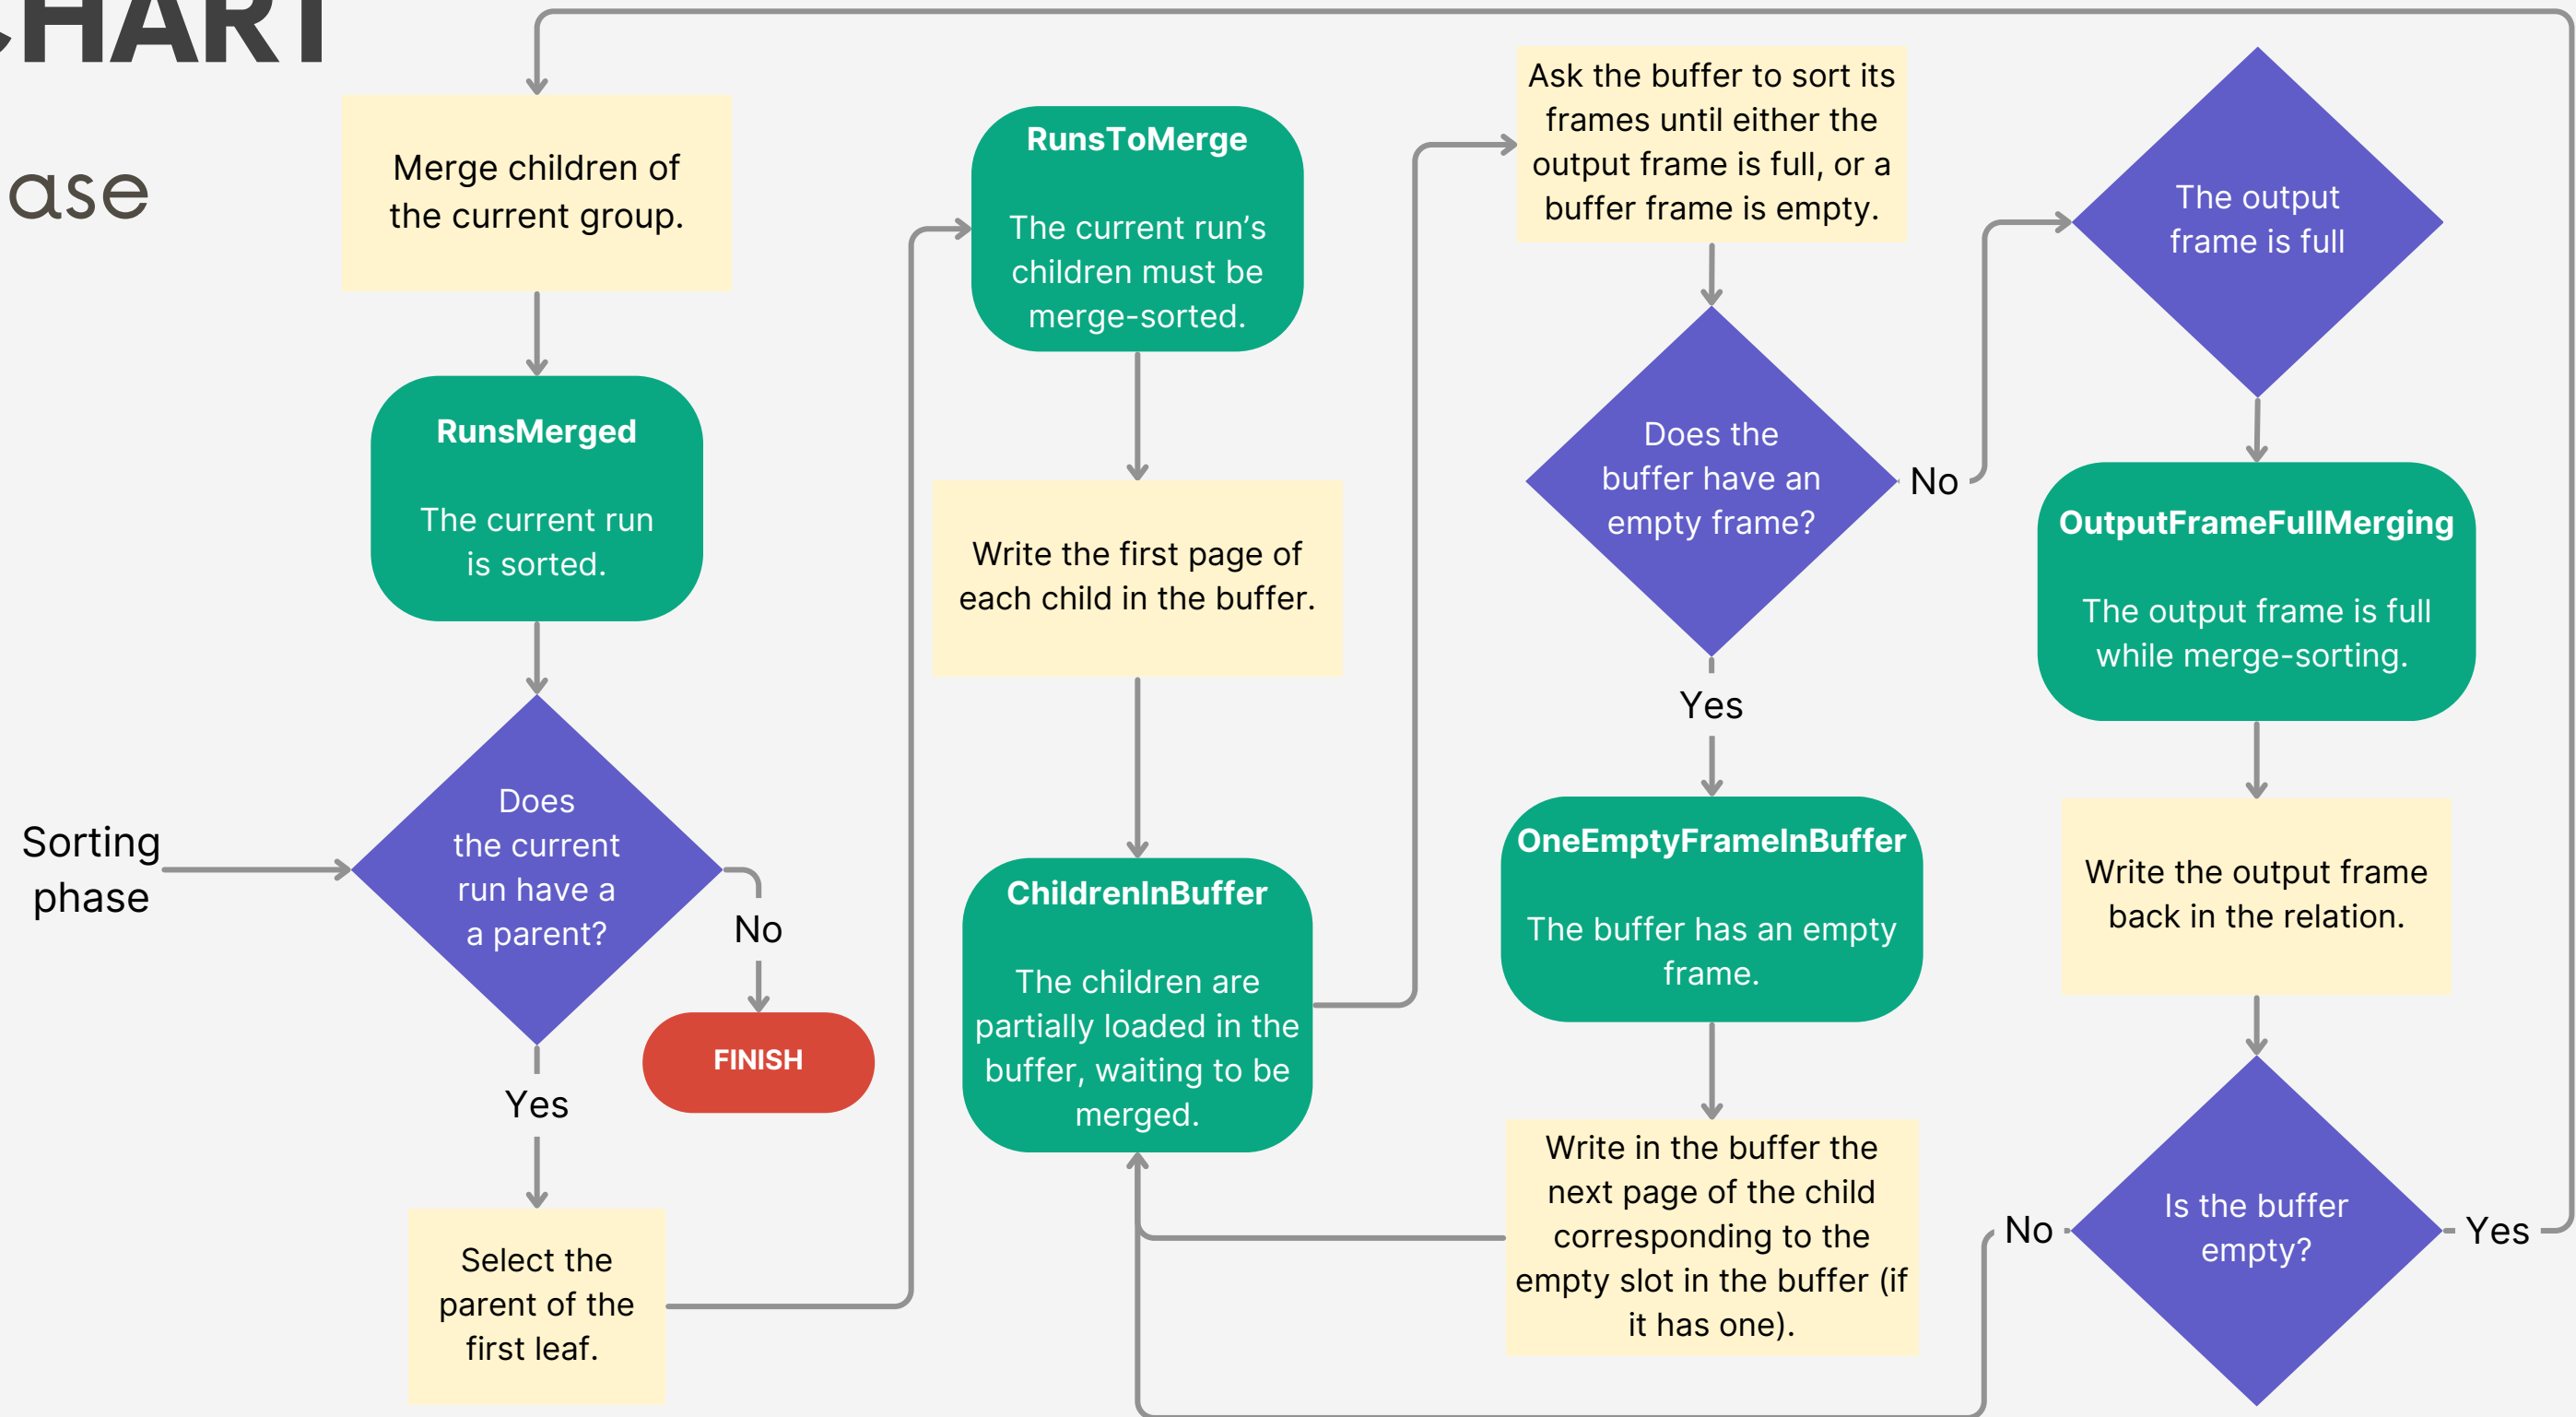 CHART
ase
Merge children of
the current group.
RunsMerged
The current run
is sorted.
Sorting
phase
Does
the current
run have a
a parent?
No
FINISH
Yes
Select the
parent of the
first leaf.
RunsToMerge
The current run’s
children must be
merge-sorted.
Write the first page of
each child in the buffer.
ChildrenInBuffer
The children are
partially loaded in the
buffer, waiting to be
merged.
Ask the buffer to sort its
frames until either the
output frame is full, or a
buffer frame is empty.
Does the
buffer have an
empty frame?
No
Yes
OneEmptyFrameInBuffer
The buffer has an empty
frame.
Write in the buffer the
next page of the child
corresponding to the
empty slot in the buffer (if
it has one).
The output
frame is full
OutputFrameFullMerging
The output frame is full
while merge-sorting.
Write the output frame
back in the relation.
Is the buffer
empty?
No
Yes